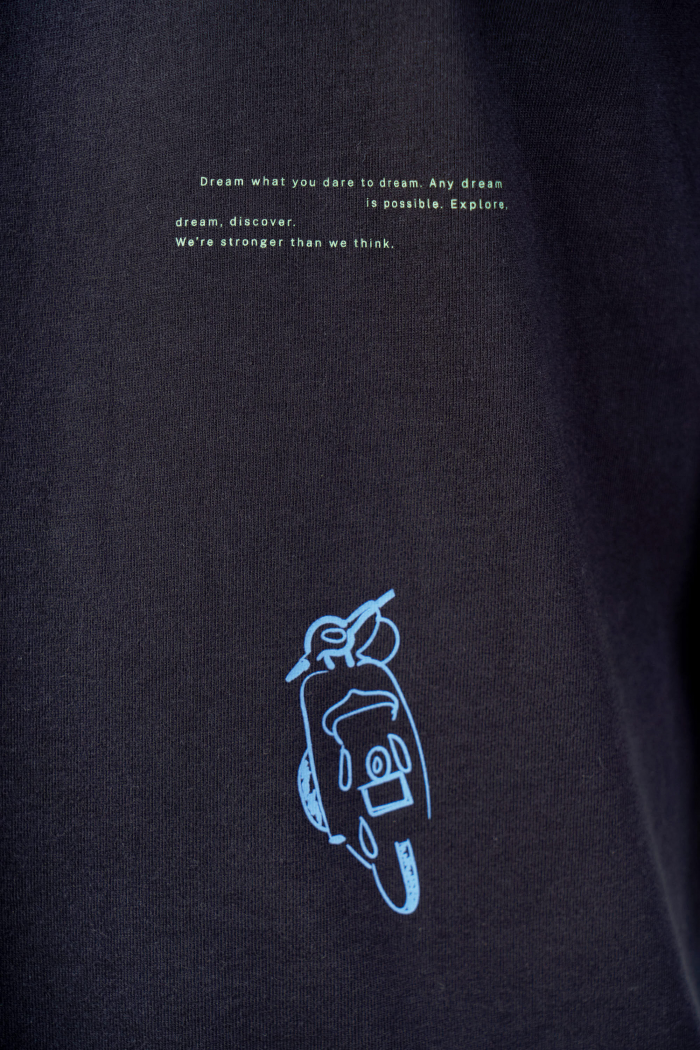 Dream what you dare to dream. Any dream
is possible. Explore,
dream, discover.
We're stronger than we think.